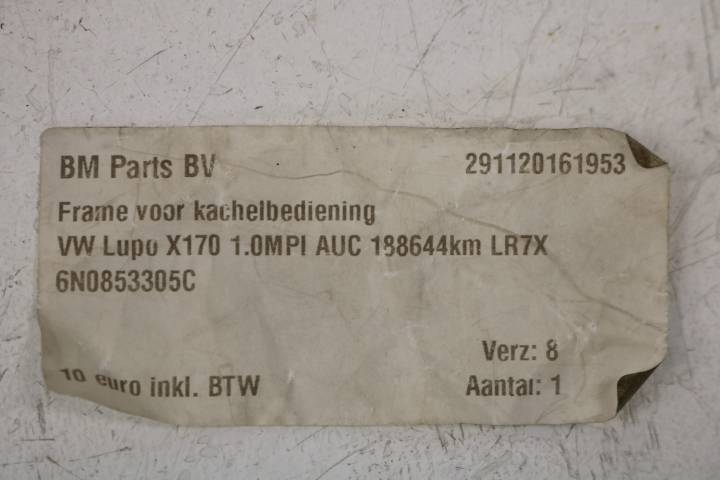 BM Parts BV 291120161953
Frame voor kachelbediening
VW Lupo X170 1.0MPI AUC 188644km LR7X
6N0853305C
Verz: 8
10 euro inkl. BTW Aantal: 1